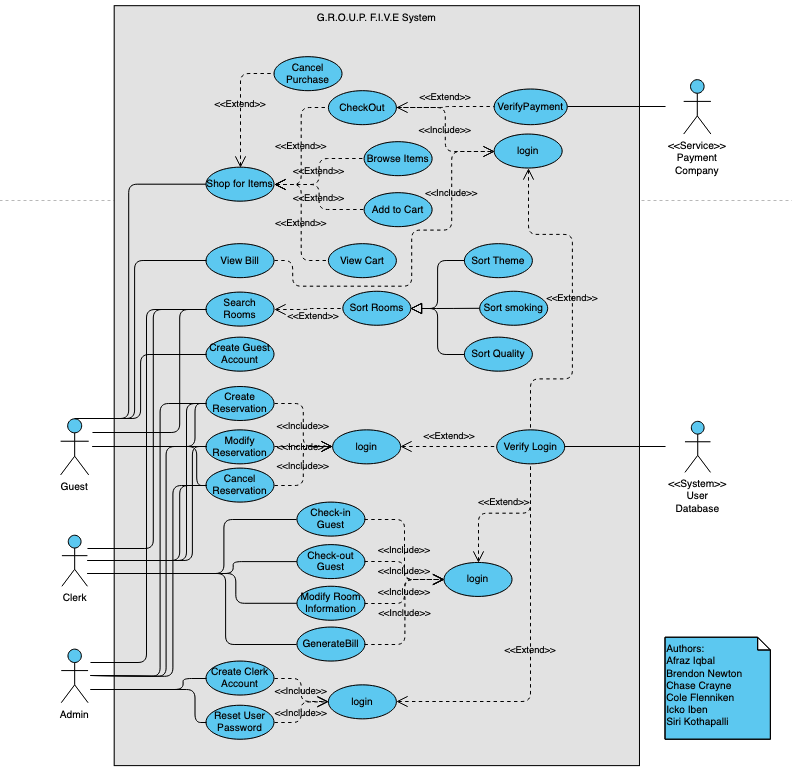 G.R.O.U.P. F.I.V.E System
Cancel
Purchase
<<Extend>>
CheckOut
<<Extend>>
VerifyPayment
<<Include>>
<<Service>>
Payment
Company
<<Extend>>
Browse Items
login
<<Extend>>
Shop for Items
<<Extend>>
<<Include>>
Add to Cart
<<Extend>>
View Bill
View Cart
Sort Theme
Search
Rooms
<<Extend>>
Sort Rooms
Sort smoking
<<Extend>>
Create Guest
Account
Sort Quality
Create
Reservation
<<Include>>
Modify
Reservation
<<Include>>
login
<<Extend>>
Verify Login
<<Include>>
Cancel
Reservation
Guest
<<System>>
User
Database
Check-in
Guest
<<Extend>>
Check-out
Guest
<<Include>>
<<Include>>
login
Clerk
Modify Room
Information
<<Include>>
<<Include>>
GenerateBill
<<Extend>>
Create Clerk
Account
<<Include>>
login
Admin
Reset User
Password
<<Include>>
Authors:
Afraz Iqbal
Brendon Newton
Chase Crayne
Cole Flenniken
Icko Iben
Siri Kothapalli